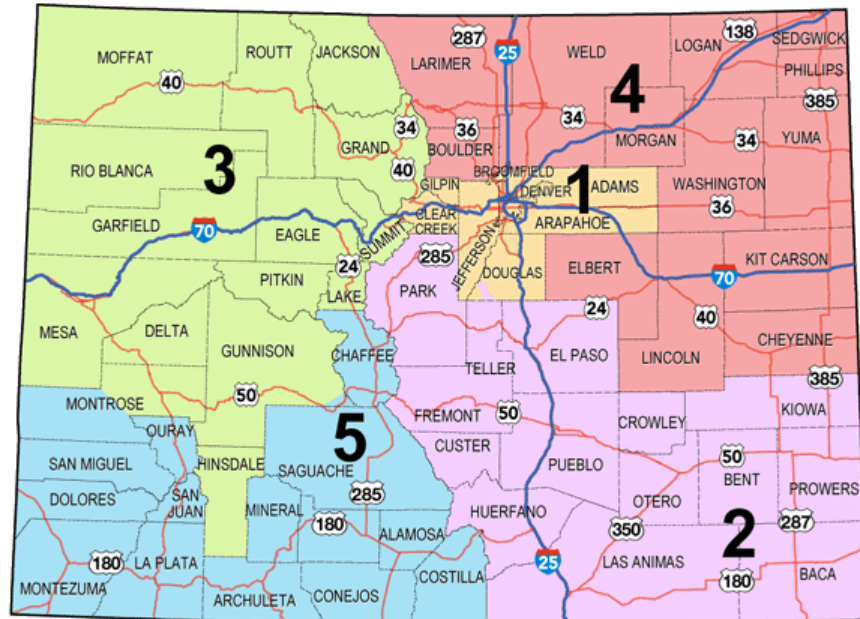 MOFFAT
ROUTT
JACKSON
287
LARIMER
25
WELD
LOGAN
138
SEDGWICK
PHILLIPS
40
4
385
34
36
34
GRAND
BOULDER
MORGAN
34
YUMA
3
40
RIO BLANCA
BROOMFIELD
GILPIN
DENVER
1
ADAMS
WASHINGTON
36
GARFIELD
70
EAGLE
SUMMIT
CLEAR
CREEK
ARAPAHOE
285
JEFFERSON
24
PITKIN
LAKE
PARK
DOUGLAS
ELBERT
KIT CARSON
70
24
40
MESA
DELTA
GUNNISON
CHAFFEE
TELLER
EL PASO
LINCOLN
CHEYENNE
385
50
MONTROSE
FREMONT
50
CROWLEY
KIOWA
OURAY
5
CUSTER
SAN MIGUEL
HINSDALE
SAGUACHE
PUEBLO
50
BENT
PROWERS
DOLORES
SAN
JUAN
MINERAL
285
HUERFANO
OTERO
180
ALAMOSA
350
2
287
180
LA PLATA
25
LAS ANIMAS
180
BACA
MONTEZUMA
ARCHULETA
CONEJOS
COSTILLA